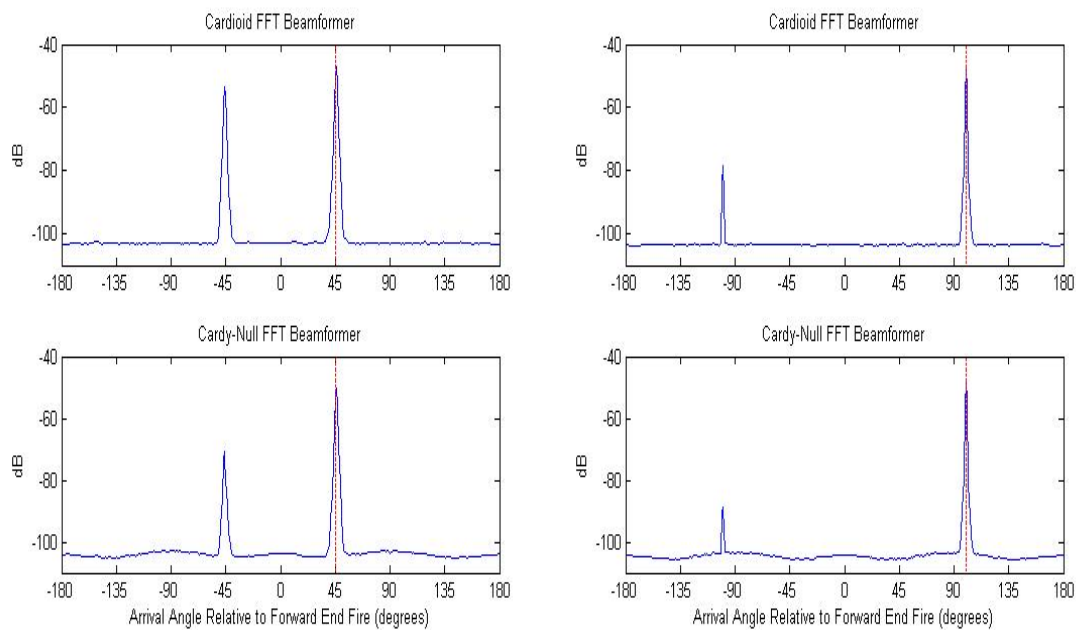 Cardioid FFT Beamformer
-40
-60
-80
-100
dB
-180 -135 -90 -45 0 45 90 135 180
Cardioid FFT Beamformer
-40
-60
-80
-100
dB
-180 -135 -90 -45 0 45 90 135 180
Cardy-Null FFT Beamformer
-40
-60
-80
-100
dB
-180 -135 -90 -45 0 45 90 135 180
Arrival Angle Relative to Forward End Fire (degrees)
Cardy-Null FFT Beamformer
-40
-60
-80
-100
dB
-180 -135 -90 -45 0 45 90 135 180
Arrival Angle Relative to Forward End Fire (degrees)